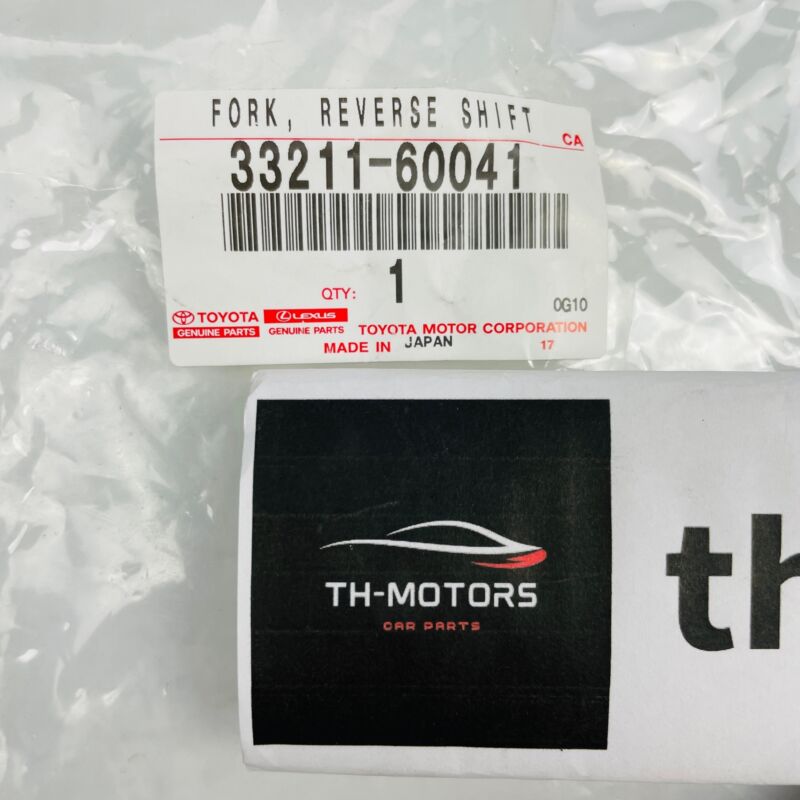 FORK, REVERSE SHIFT
CA
33211-60041
QTY: 1
0G10
TOYOTA LEXUS
GENUINE PARTS GENUINE PARTS TOYOTA MOTOR CORPORATION
MADE IN JAPAN 17
TH-MOTORS
CAR PARTS
th